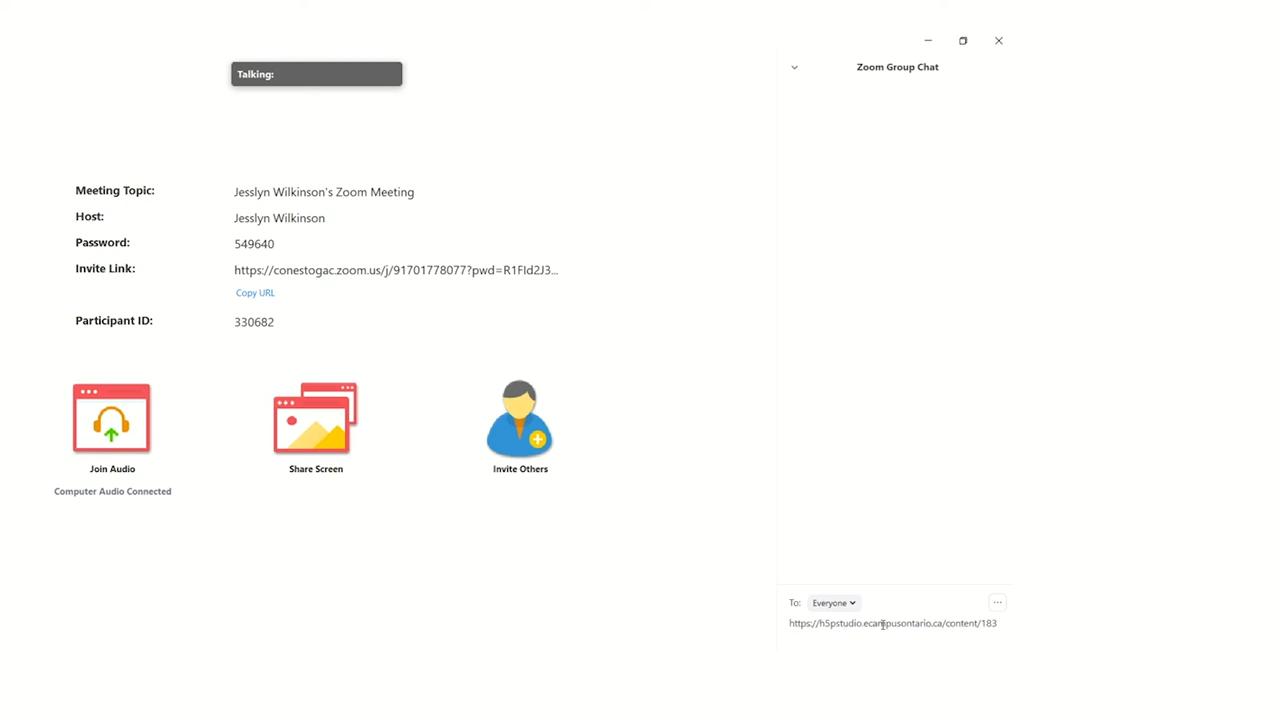 Zoom Group Chat
Talking:
Meeting Topic: Jesslyn Wilkinson's Zoom Meeting
Host: Jesslyn Wilkinson
Password: 549640
Invite Link: https://conestogac.zoom.us/j/91701778077?pwd=R1FId2J3...
Copy URL
Participant ID: 330682
Join Audio
Computer Audio Connected
Share Screen
Invite Others
To: Everyone
https://h5pstudio.ecampusontario.ca/content/183